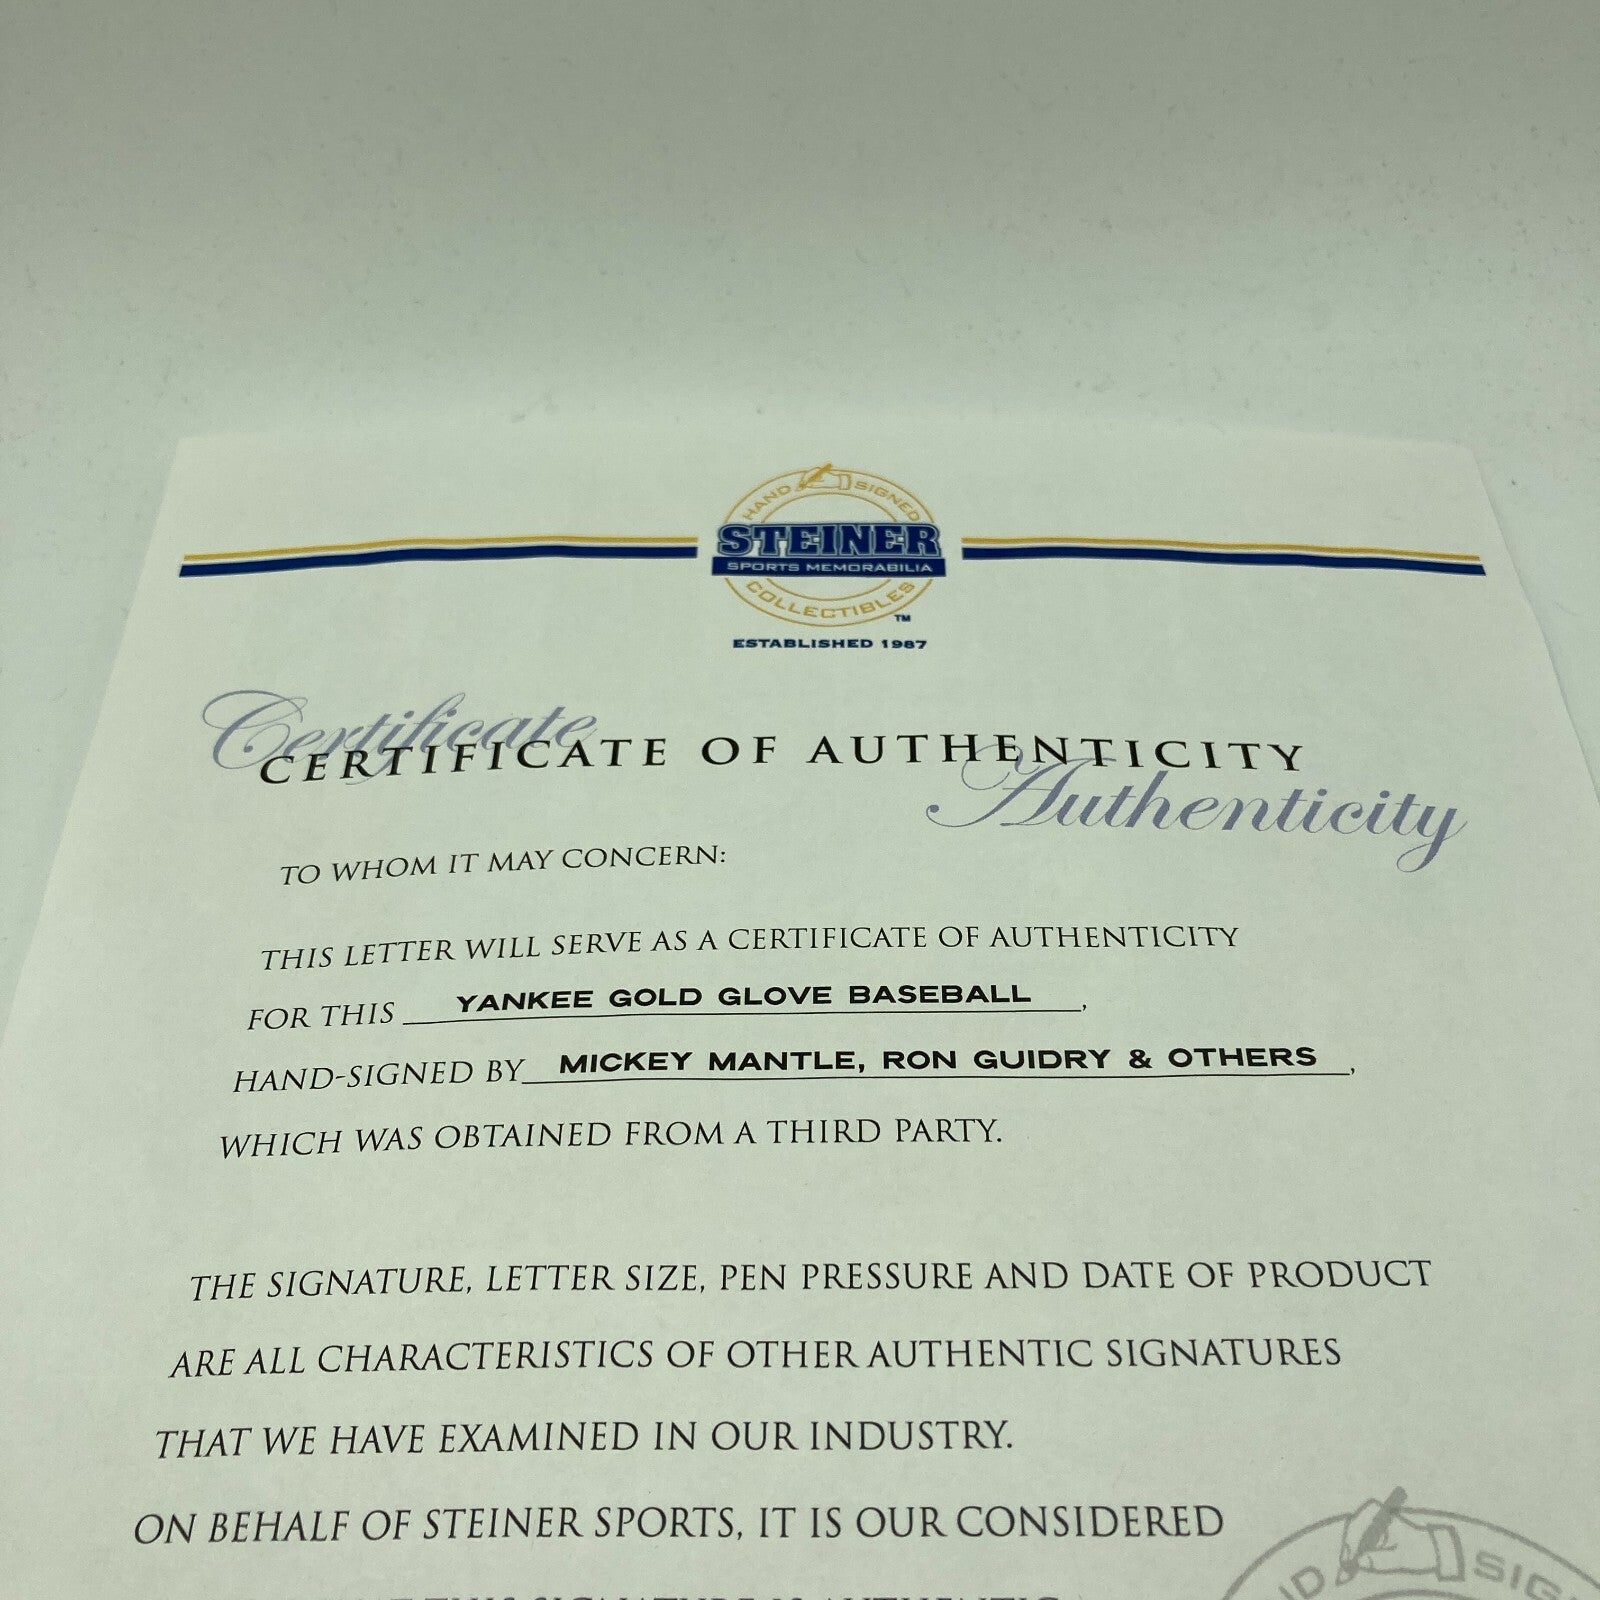 HAND SIGNED
STEINER
SPORTS MEMORABILIA
COLLECTIBLES
TM
ESTABLISHED 1987
Certificate
CERTIFICATE OF AUTHENTICITY
Authenticity
TO WHOM IT MAY CONCERN:
THIS LETTER WILL SERVE AS A CERTIFICATE OF AUTHENTICITY
FOR THIS YANKEE GOLD GLOVE BASEBALL,
HAND-SIGNED BY MICKEY MANTLE, RON GUIDRY & OTHERS,
WHICH WAS OBTAINED FROM A THIRD PARTY.
THE SIGNATURE, LETTER SIZE, PEN PRESSURE AND DATE OF PRODUCT
ARE ALL CHARACTERISTICS OF OTHER AUTHENTIC SIGNATURES
THAT WE HAVE EXAMINED IN OUR INDUSTRY.
ON BEHALF OF STEINER SPORTS, IT IS OUR CONSIDERED
THIS SIGNATURE IS AUTHENTIC